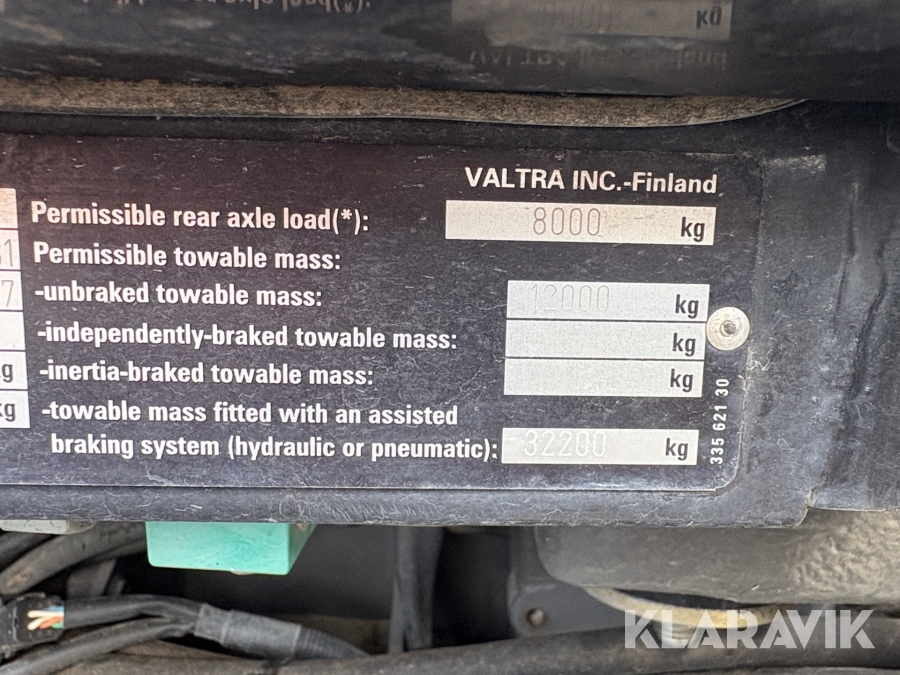 VALTRA INC.-Finland
Permissible rear axle load(*): 8000 kg
Permissible towable mass:
-unbraked towable mass: 12000 kg
-independently-braked towable mass: kg
-inertia-braked towable mass: kg
-towable mass fitted with an assisted
braking system (hydraulic or pneumatic): 32200 kg
335 621 30
KLARAVIK